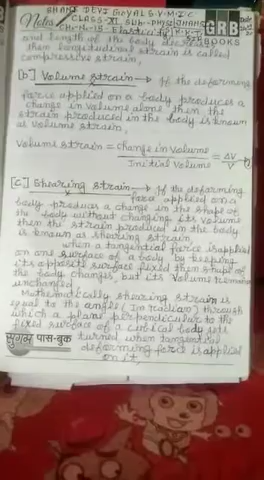 BHANI DEVI GOYAL S.V.M.I.C
Notes CLASS-XI SUB-PHY
GRB
BOOKS
and length of the body decreases
then longitudinal strain is called
compressive strain.
[b] Volume strain → If the deforming
force applied on a body produces a
change in volume alone then the
strain produced in the body is known
as volume strain.
Volume strain = change in volume / Initial volume = ΔV / V
[c] Shearing strain → If the deforming
force applied on a
body produces a change in the shape of
the body without changing its volume
then the strain produced in the body
is known as shearing strain
when a tangential force is applied
on one surface of a body by keeping
its opposite surface fixed then shape of
the body changes, but its volume remains
unchanged
Mathematically shearing strain is
equal to the angle (in radian) through
which a plane perpendicular to the
fixed surface of a cubical body gets
सुगम पास-बुक turned when tangential
deforming force is applied
on it.